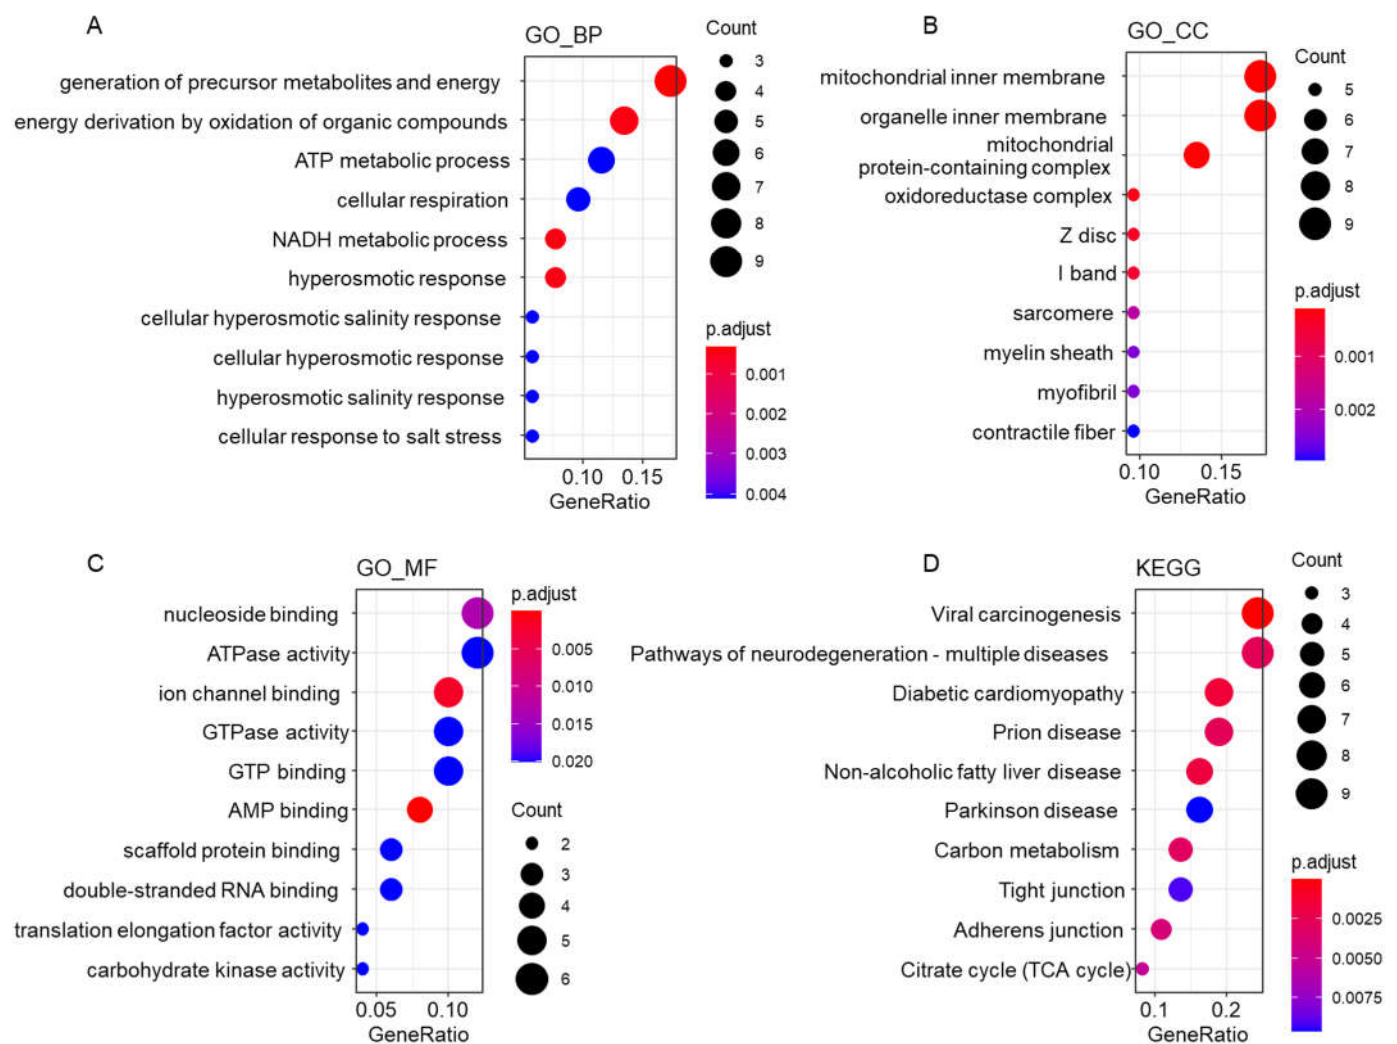 A
GO_BP
generation of precursor metabolites and energy
energy derivation by oxidation of organic compounds
ATP metabolic process
cellular respiration
NADH metabolic process
hyperosmotic response
cellular hyperosmotic salinity response
cellular hyperosmotic response
hyperosmotic salinity response
cellular response to salt stress
0.10 0.15
GeneRatio
Count
3
4
5
6
7
8
9
p.adjust
0.001
0.002
0.003
0.004
B
GO_CC
mitochondrial inner membrane
organelle inner membrane
mitochondrial
protein-containing complex
oxidoreductase complex
Z disc
I band
sarcomere
myelin sheath
myofibril
contractile fiber
0.10 0.15
GeneRatio
Count
5
6
7
8
9
p.adjust
0.001
0.002
C
GO_MF
nucleoside binding
ATPase activity
ion channel binding
GTPase activity
GTP binding
AMP binding
scaffold protein binding
double-stranded RNA binding
translation elongation factor activity
carbohydrate kinase activity
0.05 0.10
GeneRatio
p.adjust
0.005
0.010
0.015
0.020
Count
2
3
4
5
6
D
KEGG
Viral carcinogenesis
Pathways of neurodegeneration - multiple diseases
Diabetic cardiomyopathy
Prion disease
Non-alcoholic fatty liver disease
Parkinson disease
Carbon metabolism
Tight junction
Adherens junction
Citrate cycle (TCA cycle)
0.1 0.2
GeneRatio
Count
3
4
5
6
7
8
9
p.adjust
0.0025
0.0050
0.0075